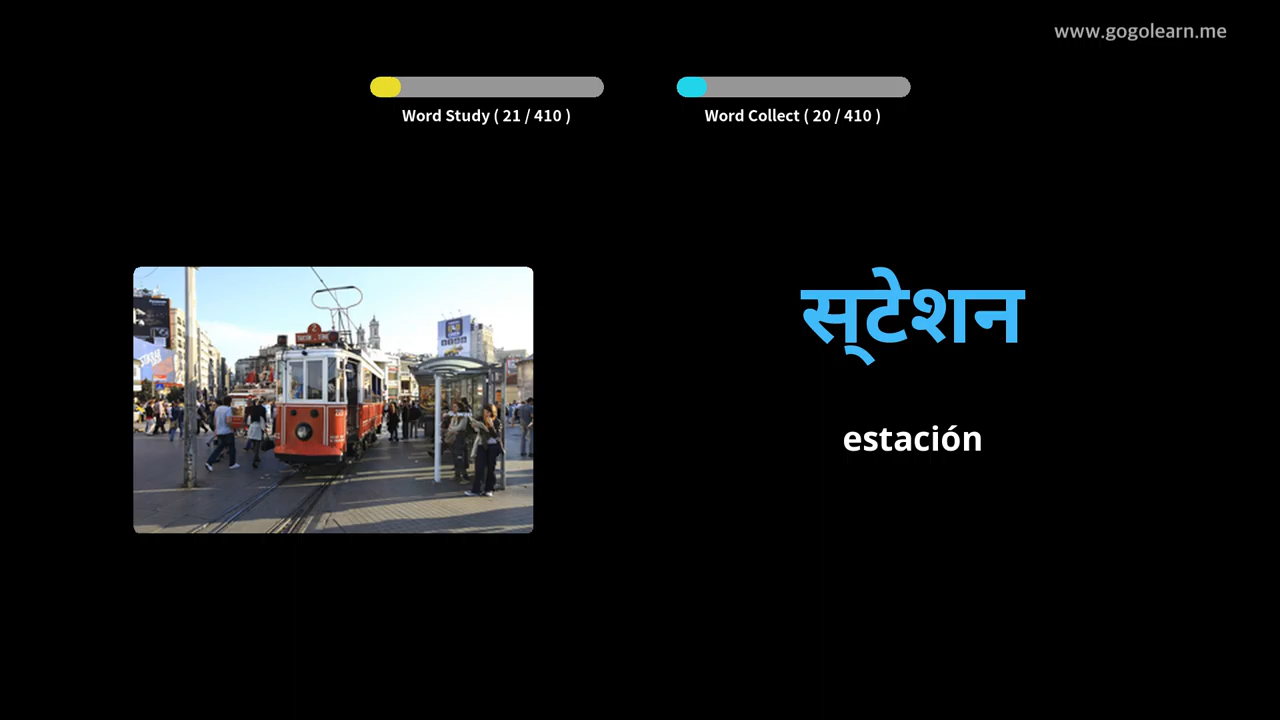 www.gogolearn.me
Word Study ( 21 / 410 )
Word Collect ( 20 / 410 )
स्टेशन
estación